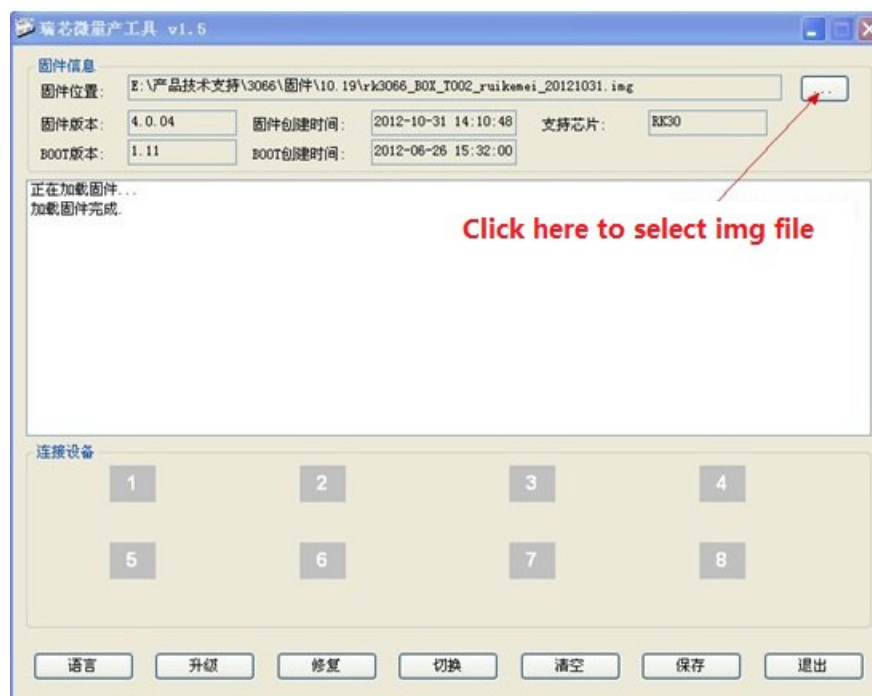 瑞芯微量产工具 v1.5
固件信息
固件位置: E:\产品技术支持\3066\固件\10.19\rk3066_BOX_T002_ruikemei_20121031.img ...
固件版本: 4.0.04 固件创建时间: 2012-10-31 14:10:48 支持芯片: RK30
BOOT版本: 1.11 BOOT创建时间: 2012-06-26 15:32:00
正在加载固件...
加载固件完成.
Click here to select img file
连接设备
1 2 3 4
5 6 7 8
语言 升级 修复 切换 清空 保存 退出